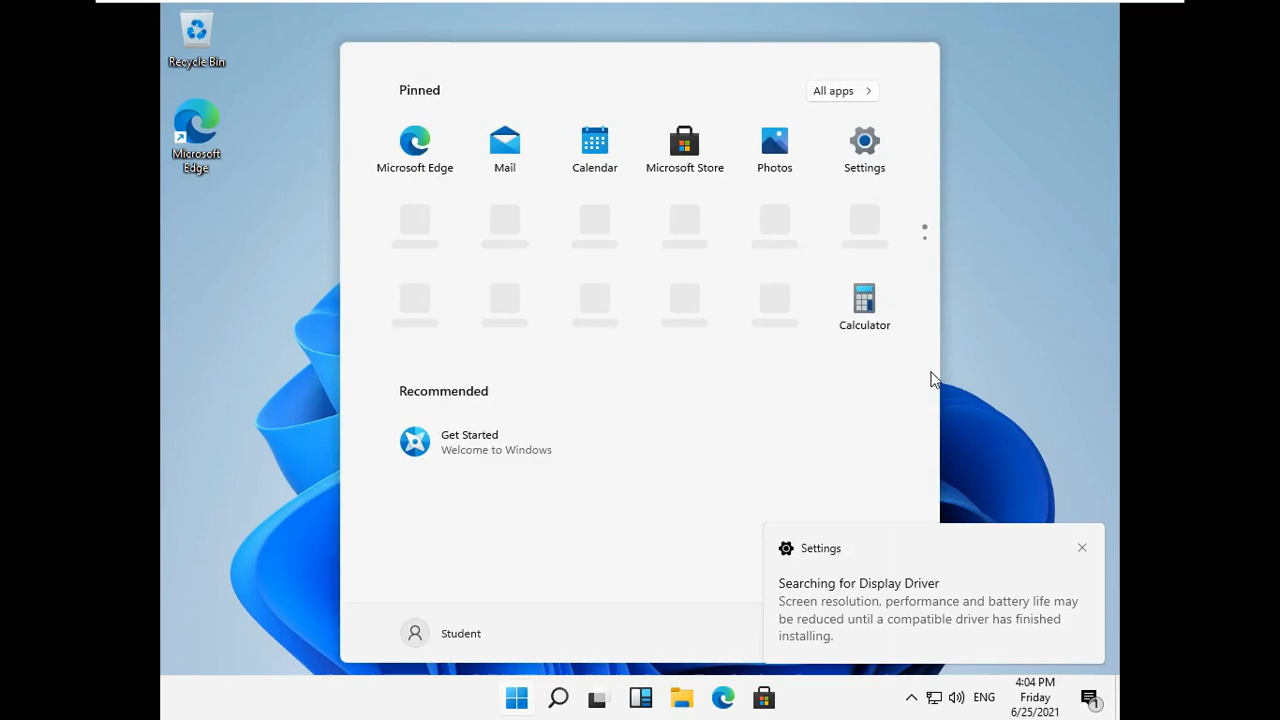 Recycle Bin
Microsoft
Edge
Pinned
All apps
Microsoft Edge
Mail
Calendar
Microsoft Store
Photos
Settings
Calculator
Recommended
Get Started
Welcome to Windows
Settings
Searching for Display Driver
Screen resolution, performance and battery life may
be reduced until a compatible driver has finished
installing.
Student
ENG
4:04 PM
Friday
6/25/2021
1